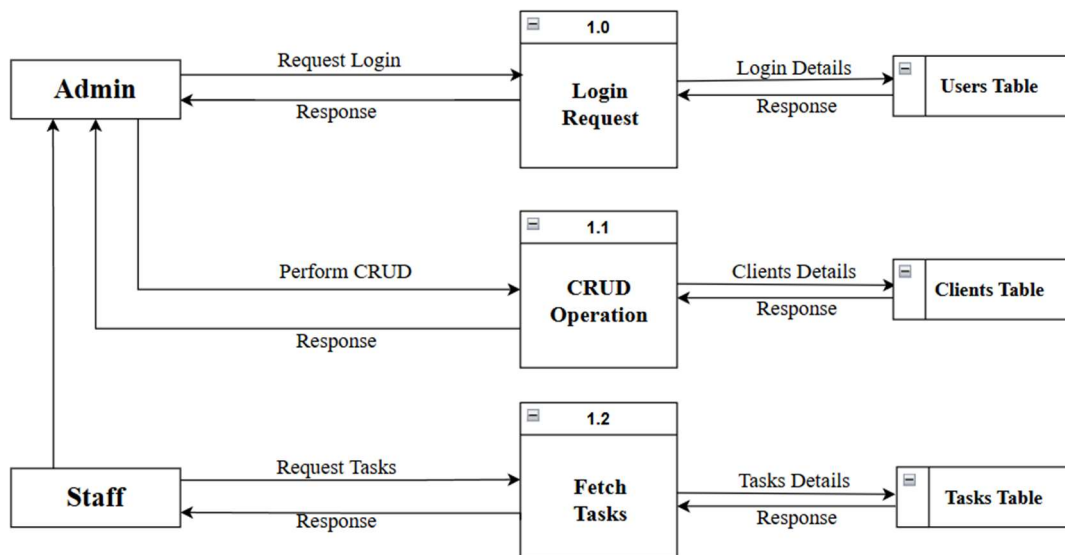 1.0
Request Login
Login Details
Admin
Login
Request
Users Table
Response
Response
1.1
Perform CRUD
Clients Details
CRUD
Operation
Clients Table
Response
Response
1.2
Request Tasks
Tasks Details
Staff
Fetch
Tasks
Tasks Table
Response
Response